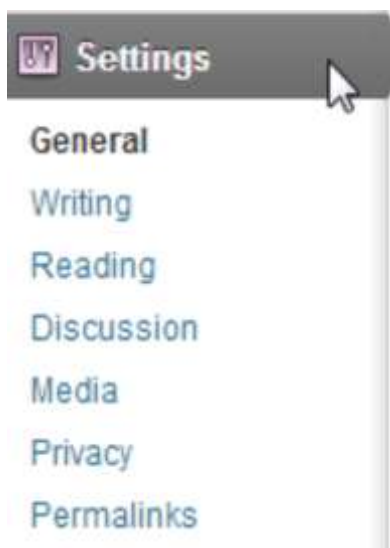 Settings
General
Writing
Reading
Discussion
Media
Privacy
Permalinks